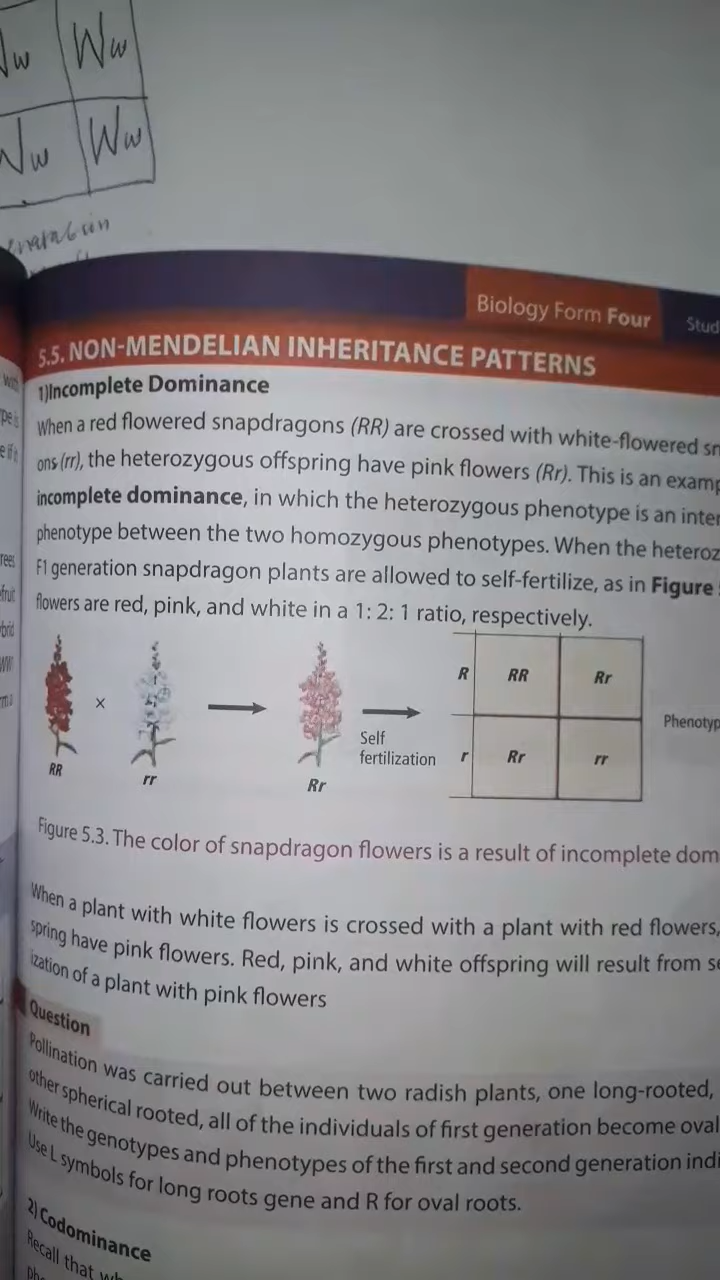 Ww
Ww
Biology Form Four
5.5. NON-MENDELIAN INHERITANCE PATTERNS
1)Incomplete Dominance
When a red flowered snapdragons (RR) are crossed with white-flowered
ons (rr), the heterozygous offspring have pink flowers (Rr). This is an
incomplete dominance, in which the heterozygous phenotype is an
phenotype between the two homozygous phenotypes. When the
F1 generation snapdragon plants are allowed to self-fertilize, as in Figure
flowers are red, pink, and white in a 1: 2: 1 ratio, respectively.
RR
x
rr
Rr
Self
fertilization
R RR Rr
r Rr rr
Figure 5.3. The color of snapdragon flowers is a result of incomplete
When a plant with white flowers is crossed with a plant with red flowers,
spring have pink flowers. Red, pink, and white offspring will result from
ization of a plant with pink flowers
Question
Pollination was carried out between two radish plants, one long-rooted,
other spherical rooted, all of the individuals of first generation become oval
Write the genotypes and phenotypes of the first and second generation
Use L symbols for long roots gene and R for oval roots.
2) Codominance
Recall that